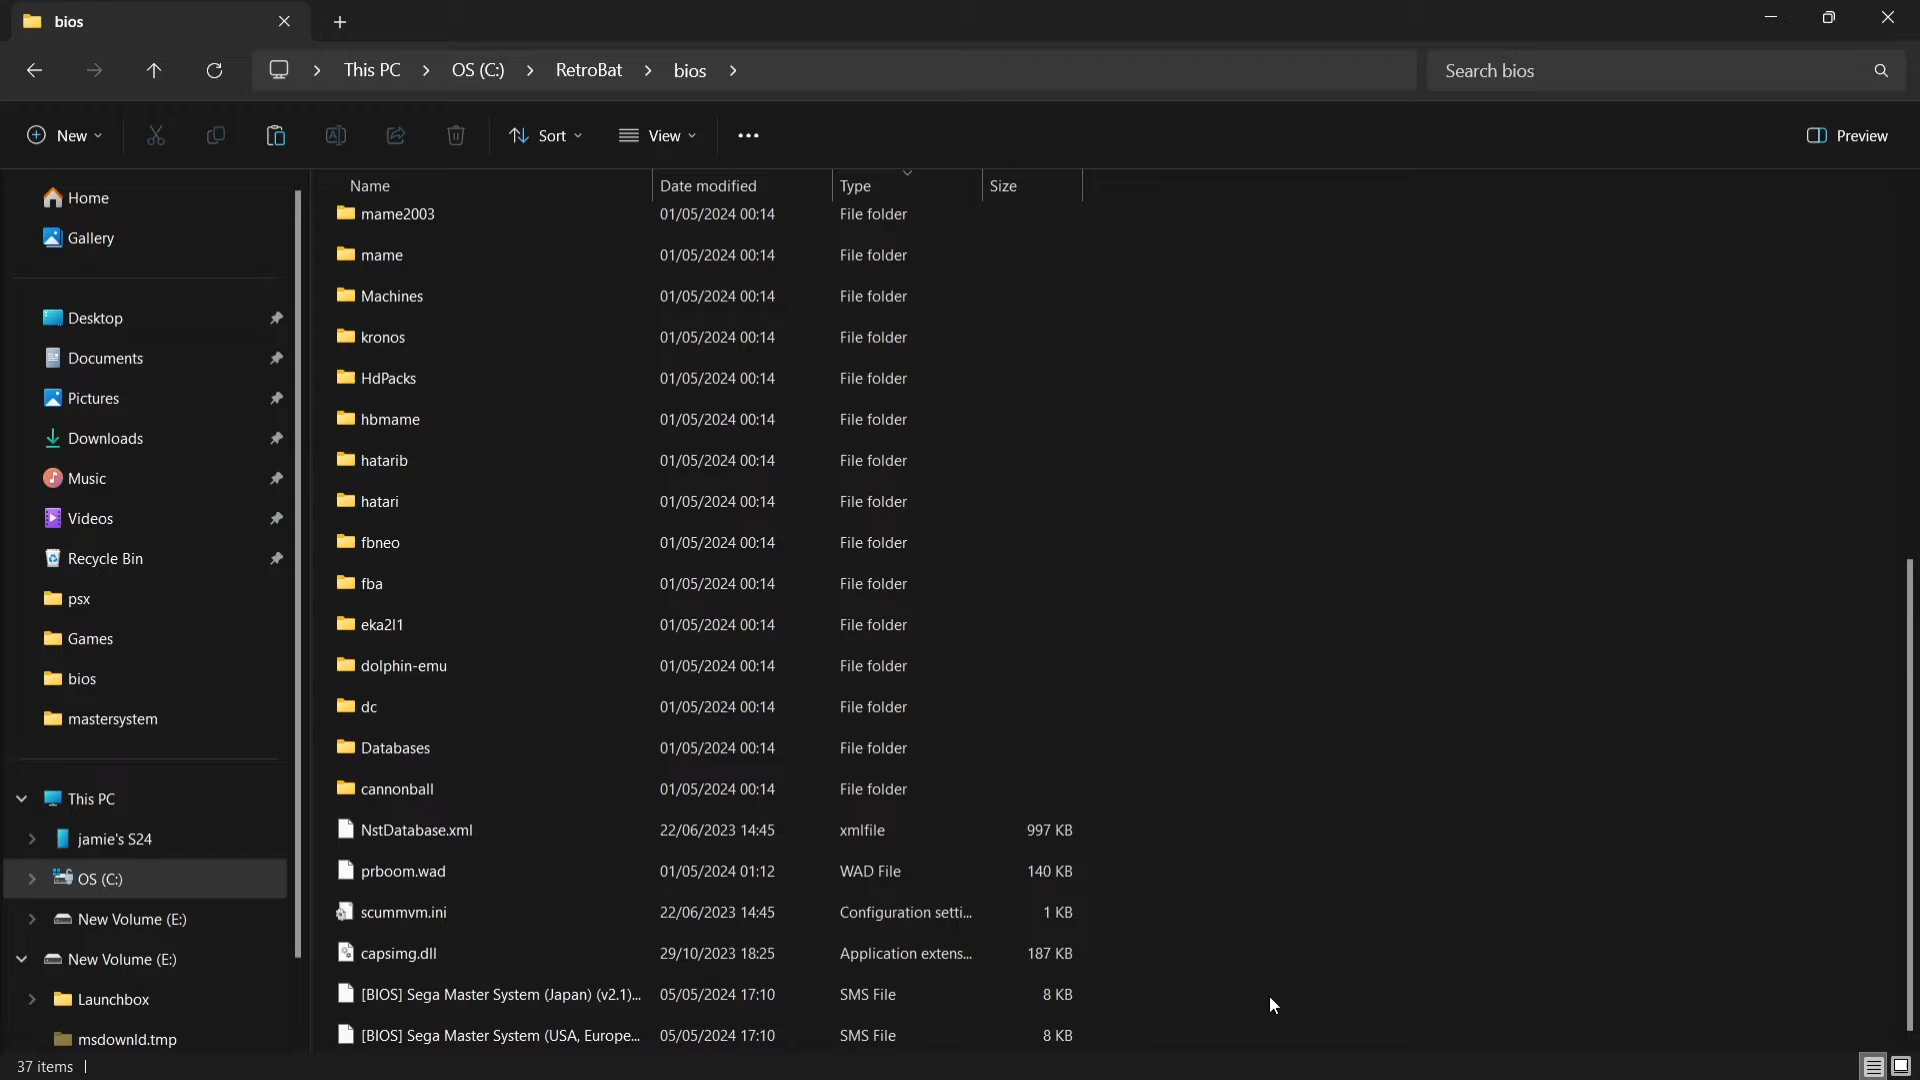 bios
This PC > OS (C:) > RetroBat > bios >
Search bios
New
Sort
View
Preview
Home
Gallery
Desktop
Documents
Pictures
Downloads
Music
Videos
Recycle Bin
psx
Games
bios
mastersystem
This PC
jamie's S24
OS (C:)
New Volume (E:)
New Volume (E:)
Launchbox
msdownld.tmp
Name Date modified Type Size
mame2003 01/05/2024 00:14 File folder
mame 01/05/2024 00:14 File folder
Machines 01/05/2024 00:14 File folder
kronos 01/05/2024 00:14 File folder
HdPacks 01/05/2024 00:14 File folder
hbmame 01/05/2024 00:14 File folder
hatarib 01/05/2024 00:14 File folder
hatari 01/05/2024 00:14 File folder
fbneo 01/05/2024 00:14 File folder
fba 01/05/2024 00:14 File folder
eka2l1 01/05/2024 00:14 File folder
dolphin-emu 01/05/2024 00:14 File folder
dc 01/05/2024 00:14 File folder
Databases 01/05/2024 00:14 File folder
cannonball 01/05/2024 00:14 File folder
NstDatabase.xml 22/06/2023 14:45 xmlfile 997 KB
prboom.wad 01/05/2024 01:12 WAD File 140 KB
scummvm.ini 22/06/2023 14:45 Configuration setti... 1 KB
capsimg.dll 29/10/2023 18:25 Application extens... 187 KB
[BIOS] Sega Master System (Japan) (v2.1)... 05/05/2024 17:10 SMS File 8 KB
[BIOS] Sega Master System (USA, Europe... 05/05/2024 17:10 SMS File 8 KB
37 items